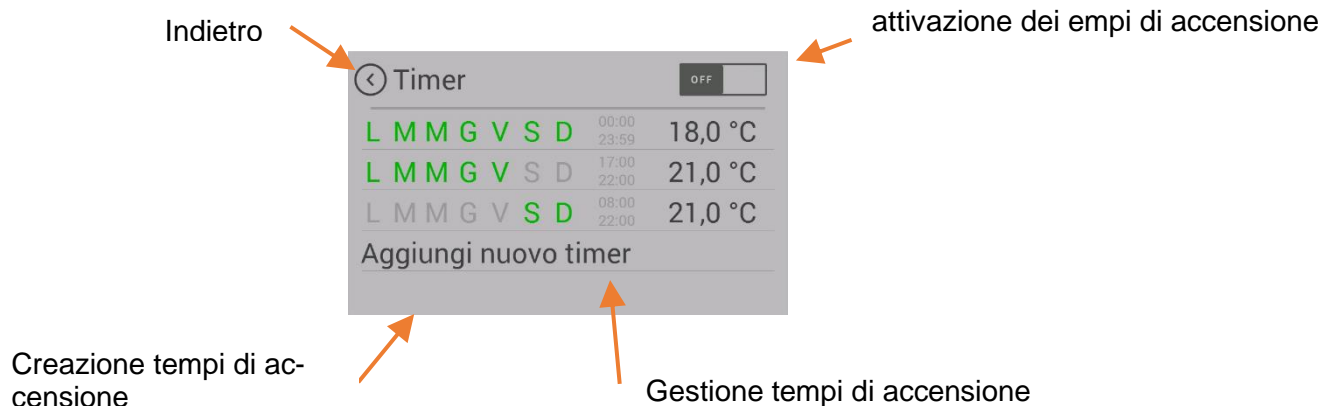 Indietro
attivazione dei empi di accensione
Timer
OFF
L M M G V S D 00:00 23:59 18,0 °C
L M M G V S D 17:00 22:00 21,0 °C
L M M G V S D 08:00 22:00 21,0 °C
Aggiungi nuovo timer
Creazione tempi di ac-
censione
Gestione tempi di accensione